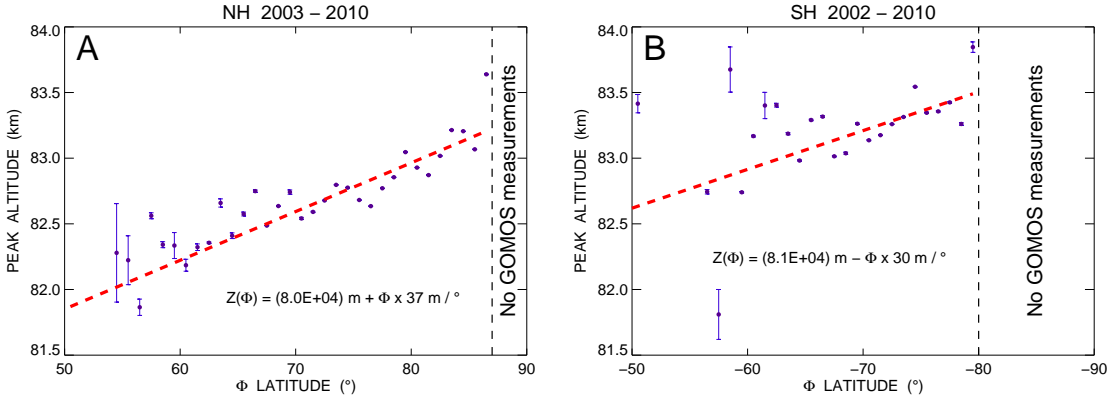 NH 2003 – 2010
A
84.0
83.5
83.0
82.5
82.0
81.5
PEAK ALTITUDE (km)
Z(Φ) = (8.0E+04) m + Φ x 37 m / °
No GOMOS measurements
50 60 70 80 90
Φ LATITUDE (°)
SH 2002 – 2010
B
84.0
83.5
83.0
82.5
82.0
81.5
PEAK ALTITUDE (km)
Z(Φ) = (8.1E+04) m – Φ x 30 m / °
No GOMOS measurements
–50 –60 –70 –80 –90
Φ LATITUDE (°)